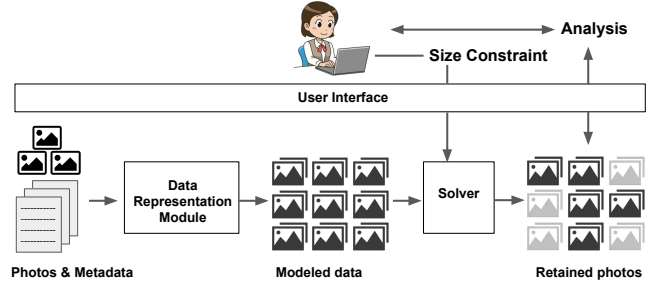 Analysis
Size Constraint
User Interface
Data
Representation
Module
Solver
Photos & Metadata
Modeled data
Retained photos